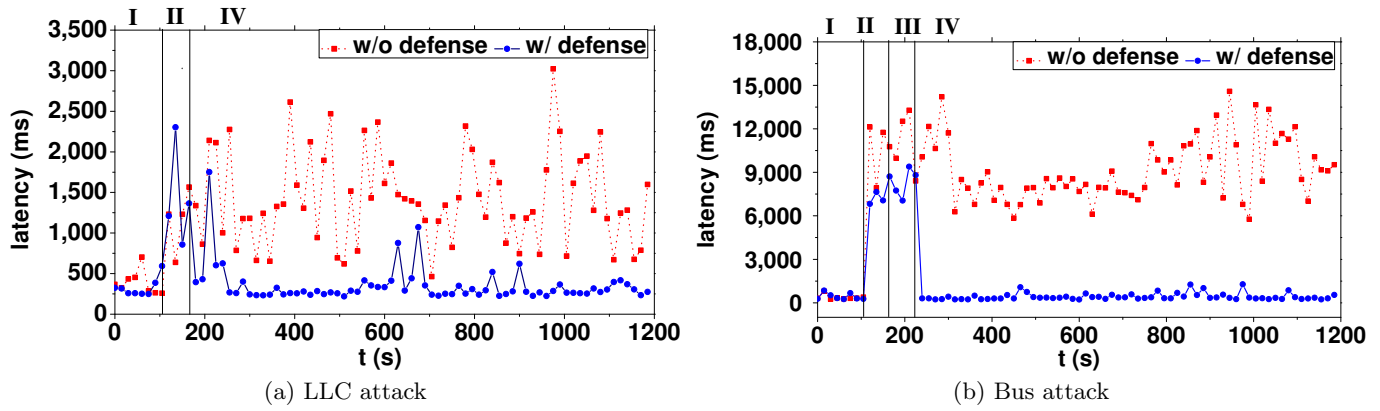 I II IV
3,500
3,000
2,500
2,000
1,500
1,000
500
0
latency (ms)
w/o defense w/ defense
0 200 400 600 800 1000 1200
t (s)
(a) LLC attack
I II III IV
18,000
15,000
12,000
9,000
6,000
3,000
0
latency (ms)
w/o defense w/ defense
0 200 400 600 800 1000 1200
t (s)
(b) Bus attack